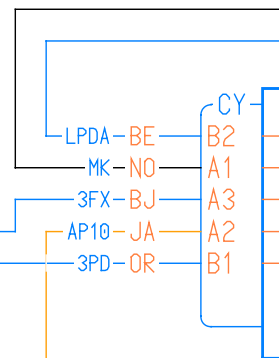 CY
LPDA BE B2
MK NO A1
3FX BJ A3
AP10 JA A2
3PD OR B1